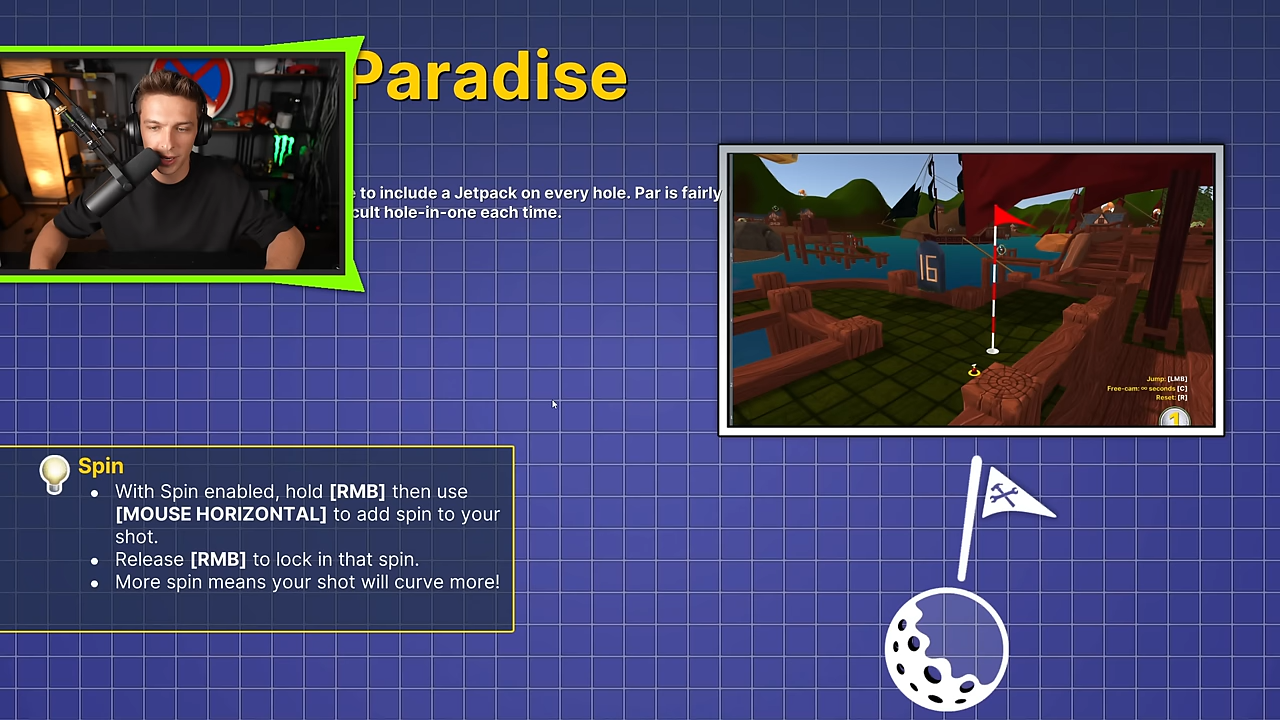 Paradise
to include a Jetpack on every hole. Par is fairly
cult hole-in-one each time.
16
Jump: [LMB]
Free-cam: ∞ seconds [C]
Reset: [R]
1
Spin
• With Spin enabled, hold [RMB] then use
[MOUSE HORIZONTAL] to add spin to your
shot.
• Release [RMB] to lock in that spin.
• More spin means your shot will curve more!